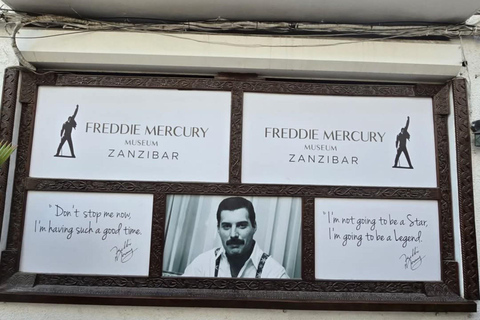 FREDDIE MERCURY
MUSEUM
ZANZIBAR
FREDDIE MERCURY
MUSEUM
ZANZIBAR
"Don't stop me now,
I'm having such a good time.
"I'm not going to be a Star,
I'm going to be a Legend.